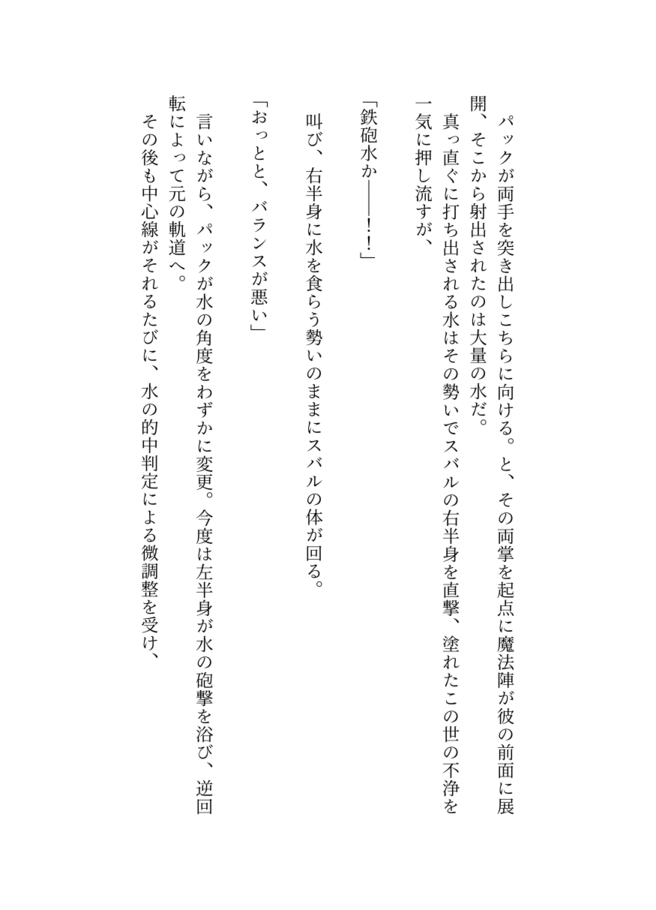 パックが両手を突き出しこちらに向ける。と、その両掌を起点に魔法陣が彼の前面に展
開、そこから射出されたのは大量の水だ。
　真っ直ぐに打ち出される水はその勢いでスバルの右半身を直撃、塗れたこの世の不浄を
一気に押し流すが、
「鉄砲水か――！！」
　叫び、右半身に水を食らう勢いのままにスバルの体が回る。
「おっとと、バランスが悪い」
　言いながら、パックが水の角度をわずかに変更。今度は左半身が水の砲撃を浴び、逆回
転によって元の軌道へ。
　その後も中心線がそれるたびに、水の的中判定による微調整を受け、